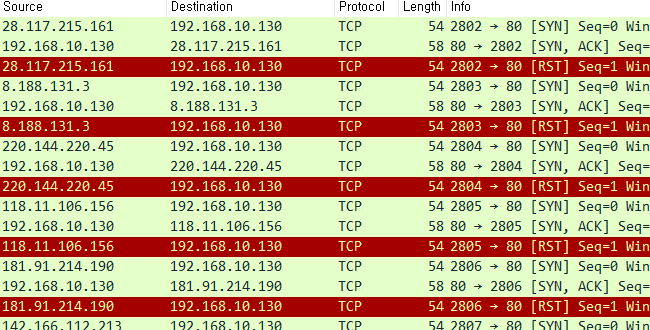 Source Destination Protocol Length Info
28.117.215.161 192.168.10.130 TCP 54 2802 → 80 [SYN] Seq=0 Win
192.168.10.130 28.117.215.161 TCP 58 80 → 2802 [SYN, ACK] Seq=
28.117.215.161 192.168.10.130 TCP 54 2802 → 80 [RST] Seq=1 Win
8.188.131.3 192.168.10.130 TCP 54 2803 → 80 [SYN] Seq=0 Win
192.168.10.130 8.188.131.3 TCP 58 80 → 2803 [SYN, ACK] Seq=
8.188.131.3 192.168.10.130 TCP 54 2803 → 80 [RST] Seq=1 Win
220.144.220.45 192.168.10.130 TCP 54 2804 → 80 [SYN] Seq=0 Win
192.168.10.130 220.144.220.45 TCP 58 80 → 2804 [SYN, ACK] Seq=
220.144.220.45 192.168.10.130 TCP 54 2804 → 80 [RST] Seq=1 Win
118.11.106.156 192.168.10.130 TCP 54 2805 → 80 [SYN] Seq=0 Win
192.168.10.130 118.11.106.156 TCP 58 80 → 2805 [SYN, ACK] Seq=
118.11.106.156 192.168.10.130 TCP 54 2805 → 80 [RST] Seq=1 Win
181.91.214.190 192.168.10.130 TCP 54 2806 → 80 [SYN] Seq=0 Win
192.168.10.130 181.91.214.190 TCP 58 80 → 2806 [SYN, ACK] Seq=
181.91.214.190 192.168.10.130 TCP 54 2806 → 80 [RST] Seq=1 Win
142.166.112.213 192.168.10.130 TCP 54 2807 → 80 [SYN] Seq=0 Win